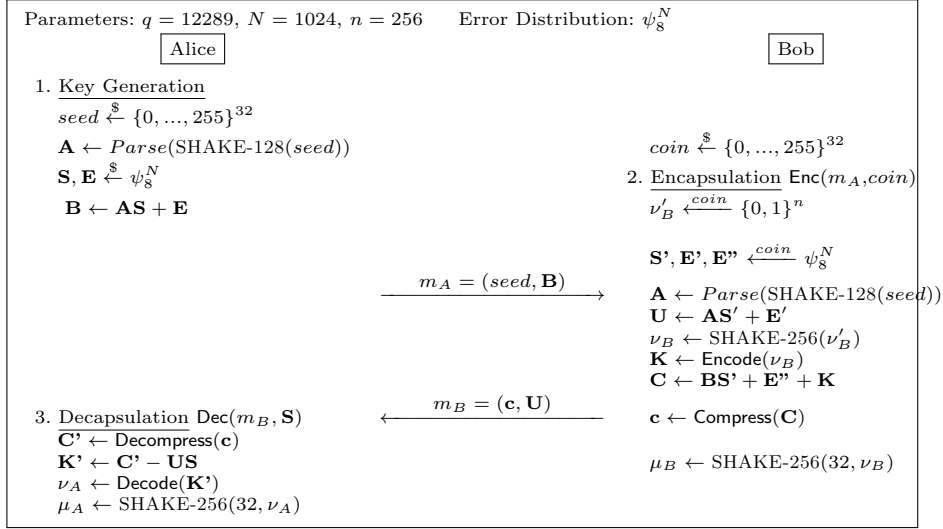 Parameters: q = 12289, N = 1024, n = 256 Error Distribution: ψ₈ᴺ
Alice Bob
1. Key Generation
seed ←$ {0, ..., 255}³²
A ← Parse(SHAKE-128(seed)) coin ←$ {0, ..., 255}³²
S, E ←$ ψ₈ᴺ 2. Encapsulation Enc(m_A,coin)
B ← AS + E ν′_B ←coin {0, 1}ⁿ
S', E', E” ←coin ψ₈ᴺ
m_A = (seed, B) A ← Parse(SHAKE-128(seed))
U ← AS′ + E′
ν_B ← SHAKE-256(ν′_B)
K ← Encode(ν_B)
C ← BS' + E” + K
3. Decapsulation Dec(m_B, S) m_B = (c, U) c ← Compress(C)
C' ← Decompress(c)
K' ← C' − US μ_B ← SHAKE-256(32, ν_B)
ν_A ← Decode(K')
μ_A ← SHAKE-256(32, ν_A)